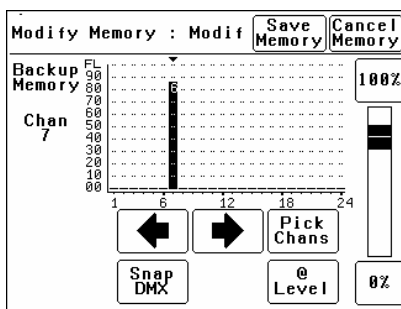 Modify Memory : Modif
Save Memory
Cancel Memory
Backup Memory
Chan 7
FL
90
80
70
60
50
40
30
20
10
00
6
1 6 12 18 24
100%
Pick Chans
Snap DMX
@ Level
0%